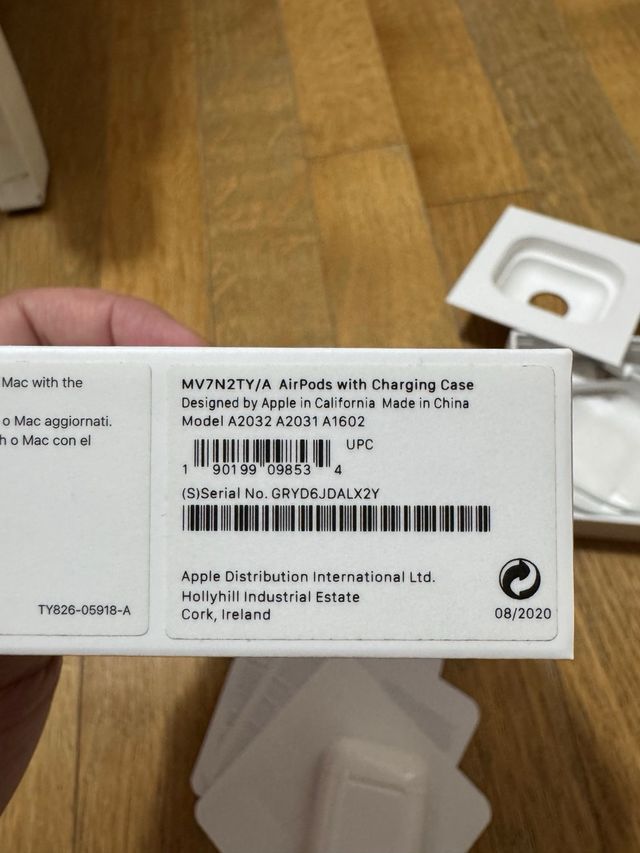 Mac with the
o Mac aggiornati.
h o Mac con el
TY826-05918-A
MV7N2TY/A AirPods with Charging Case
Designed by Apple in California Made in China
Model A2032 A2031 A1602
UPC
1 90199 09853 4
(S)Serial No. GRYD6JDALX2Y
Apple Distribution International Ltd.
Hollyhill Industrial Estate
Cork, Ireland
08/2020